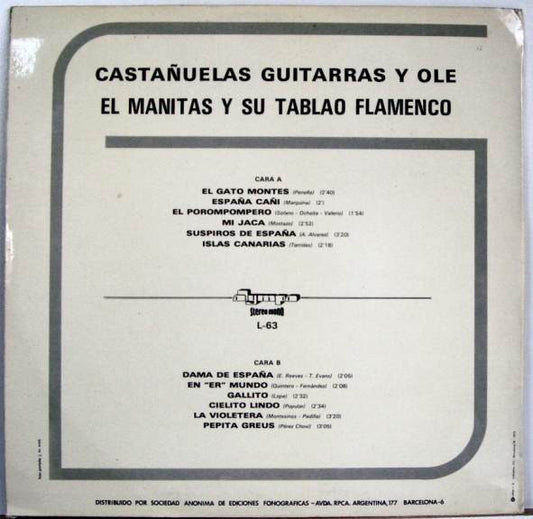 CASTAÑUELAS GUITARRAS Y OLE
EL MANITAS Y SU TABLAO FLAMENCO
CARA A
EL GATO MONTES (Penella) (2'40)
ESPAÑA CAÑI (Marquina) (2')
EL POROMPOMPERO (Solano - Ochaita - Valerio) (1'54)
MI JACA (Mostazo) (2'52)
SUSPIROS DE ESPAÑA (A. Alvarez) (3'20)
ISLAS CANARIAS (Tarridas) (2'18)
Olympo
Stereo mono
L-63
CARA B
DAMA DE ESPAÑA (E. Reeves - T. Evans) (2'05)
EN "ER" MUNDO (Quintero - Fernández) (2'08)
GALLITO (Lope) (2'32)
CIELITO LINDO (Popular) (2'34)
LA VIOLETERA (Montesinos - Padilla) (3'20)
PEPITA GREUS (Pérez Chovi) (3'05)
DISTRIBUIDO POR SOCIEDAD ANONIMA DE EDICIONES FONOGRAFICAS – AVDA. RPCA. ARGENTINA, 177 BARCELONA-6